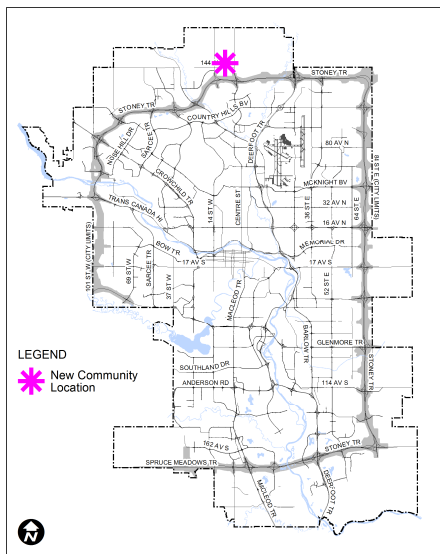 144
STONEY TR
STONEY TR
COUNTRY HILLS BV
SARCEE TR
NOSE HILL DR
DEERFOOT TR
80 AV N
CROWCHILD TR
MCKNIGHT BV
84 ST E (CITY LIMITS)
TRANS CANADA HI
14 ST W
CENTRE ST
36 ST E
32 AV N
64 ST E
16 AV N
101 ST W (CITY LIMITS)
BOW TR
MEMORIAL DR
17 AV S
17 AV S
69 ST W
SARCEE TR
37 ST W
MACLEOD TR
52 ST E
BARLOW TR
GLENMORE TR
LEGEND
New Community
Location
SOUTHLAND DR
STONEY TR
ANDERSON RD
114 AV S
162 AV S
STONEY TR
SPRUCE MEADOWS TR
MACLEOD TR
DEERFOOT TR
N